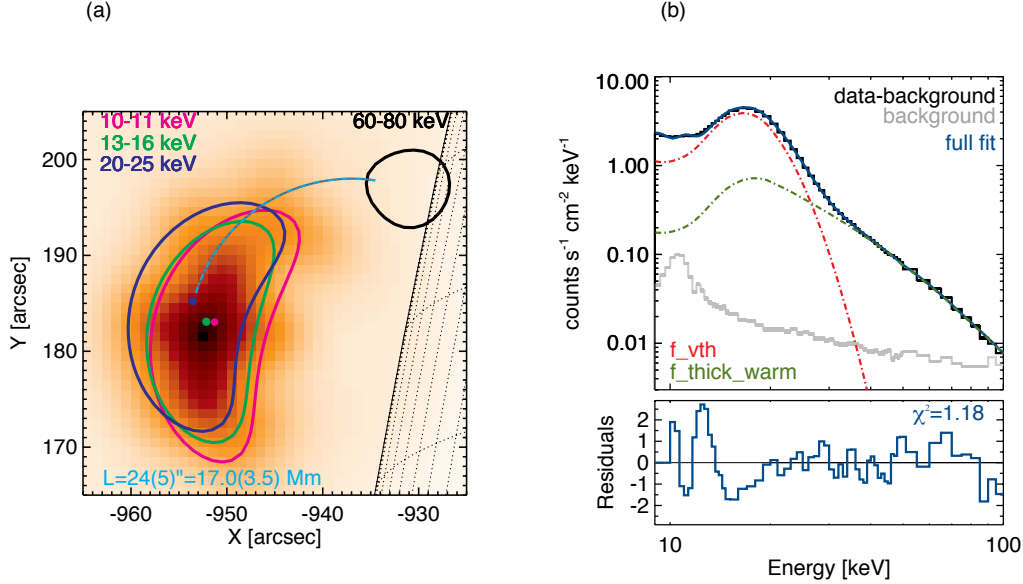 (a)
10-11 keV
13-16 keV
20-25 keV
60-80 keV
200
190
180
170
Y [arcsec]
L=24(5)"=17.0(3.5) Mm
-960
-950
-940
-930
X [arcsec]
(b)
10.00
1.00
0.10
0.01
counts s⁻¹ cm⁻² keV⁻¹
data-background
background
full fit
f_vth
f_thick_warm
χ²=1.18
2
1
0
-1
-2
Residuals
10
100
Energy [keV]